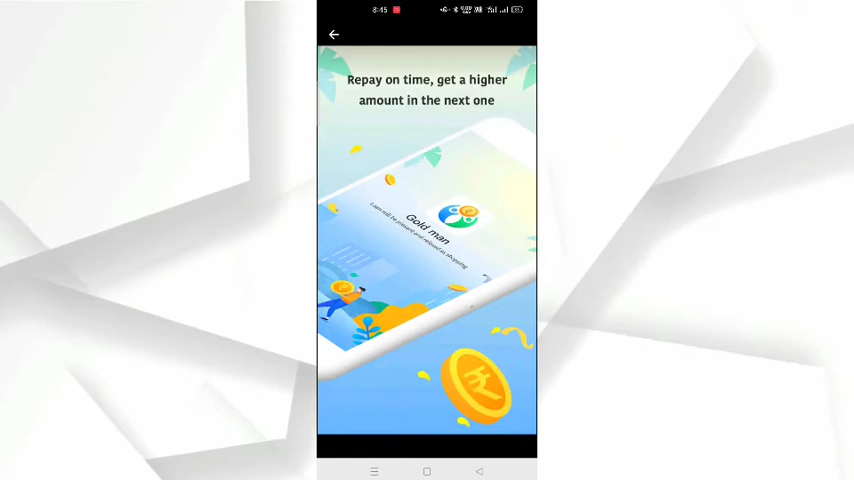 8:45
Repay on time, get a higher
amount in the next one
Gold man